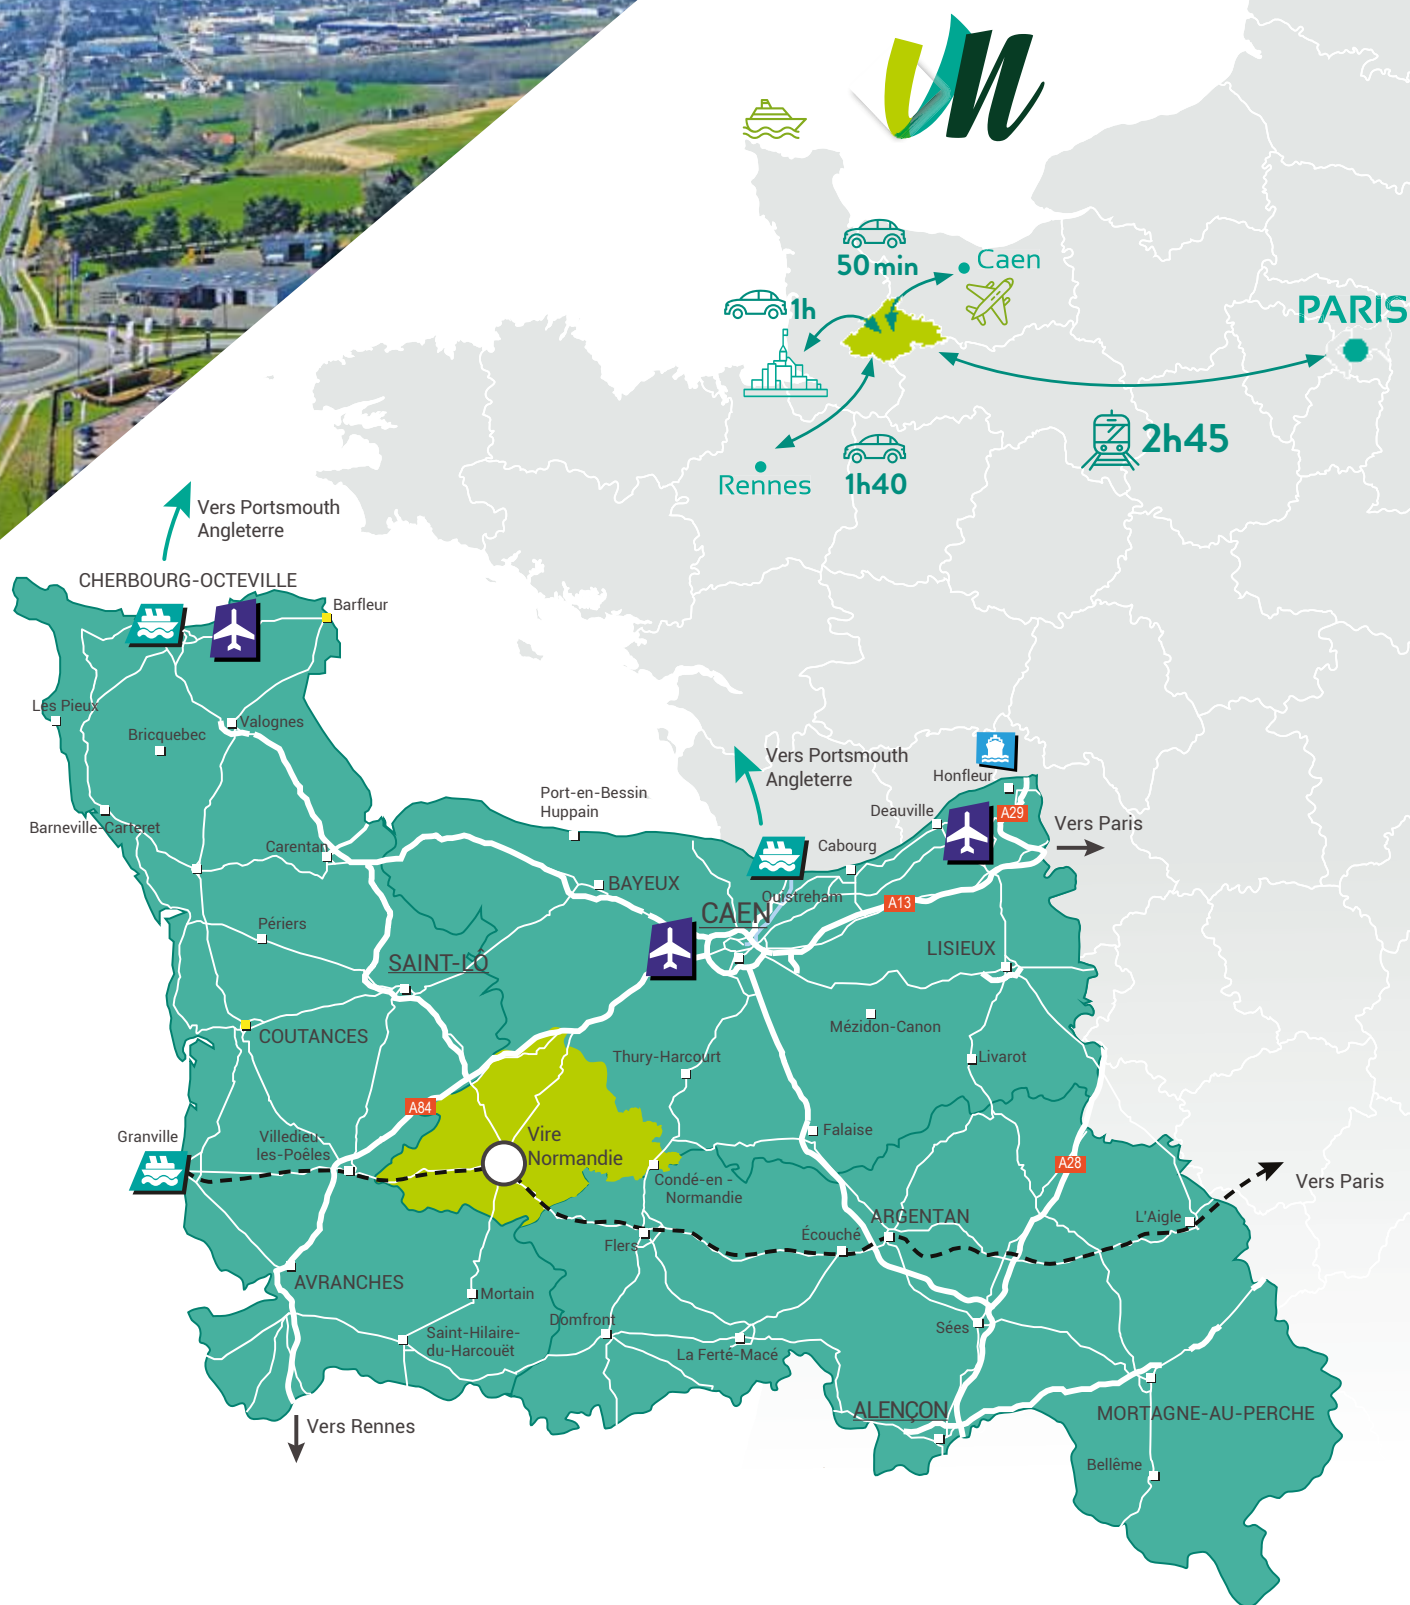 VN
50 min
Caen
1h
PARIS
2h45
Rennes
1h40
Vers Portsmouth
Angleterre
CHERBOURG-OCTEVILLE
Barfleur
Les Pieux
Valognes
Bricquebec
Vers Portsmouth
Angleterre
Honfleur
Port-en-Bessin
Huppain
Deauville
A29
Vers Paris
Barneville-Carteret
Carentan
Cabourg
BAYEUX
Ouistreham
A13
CAEN
Périers
SAINT-LÔ
LISIEUX
COUTANCES
Mézidon-Canon
Thury-Harcourt
Livarot
A84
Granville
Villedieu-
les-Poêles
Vire
Normandie
Falaise
A28
Condé-en -
Normandie
Vers Paris
ARGENTAN
L'Aigle
Écouché
Flers
AVRANCHES
Mortain
Domfront
Saint-Hilaire-
du-Harcouët
Sées
La Ferté-Macé
ALENÇON
MORTAGNE-AU-PERCHE
Vers Rennes
Bellême